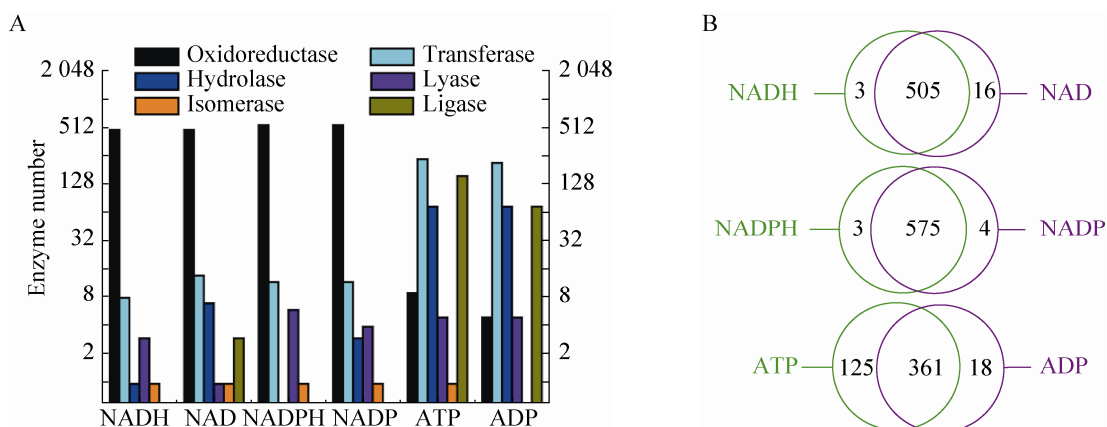 A
B
Oxidoreductase
Transferase
Hydrolase
Lyase
Isomerase
Ligase
Enzyme number
2 048
512
128
32
8
2
2 048
512
128
32
8
2
NADH
NAD
NADPH
NADP
ATP
ADP
NADH 3 505 16 NAD
NADPH 3 575 4 NADP
ATP 125 361 18 ADP